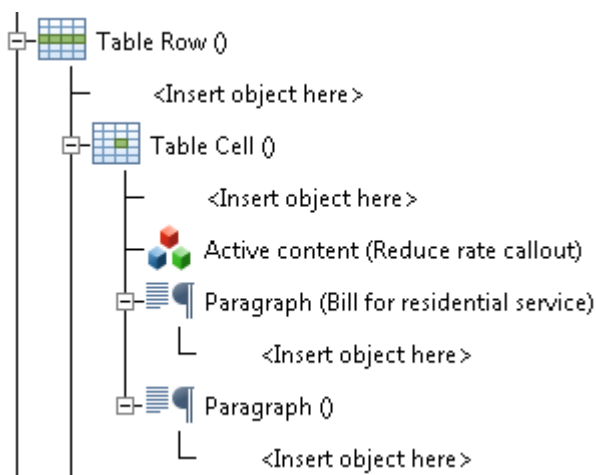 Table Row ()
<Insert object here>
Table Cell ()
<Insert object here>
Active content (Reduce rate callout)
Paragraph (Bill for residential service)
<Insert object here>
Paragraph ()
<Insert object here>